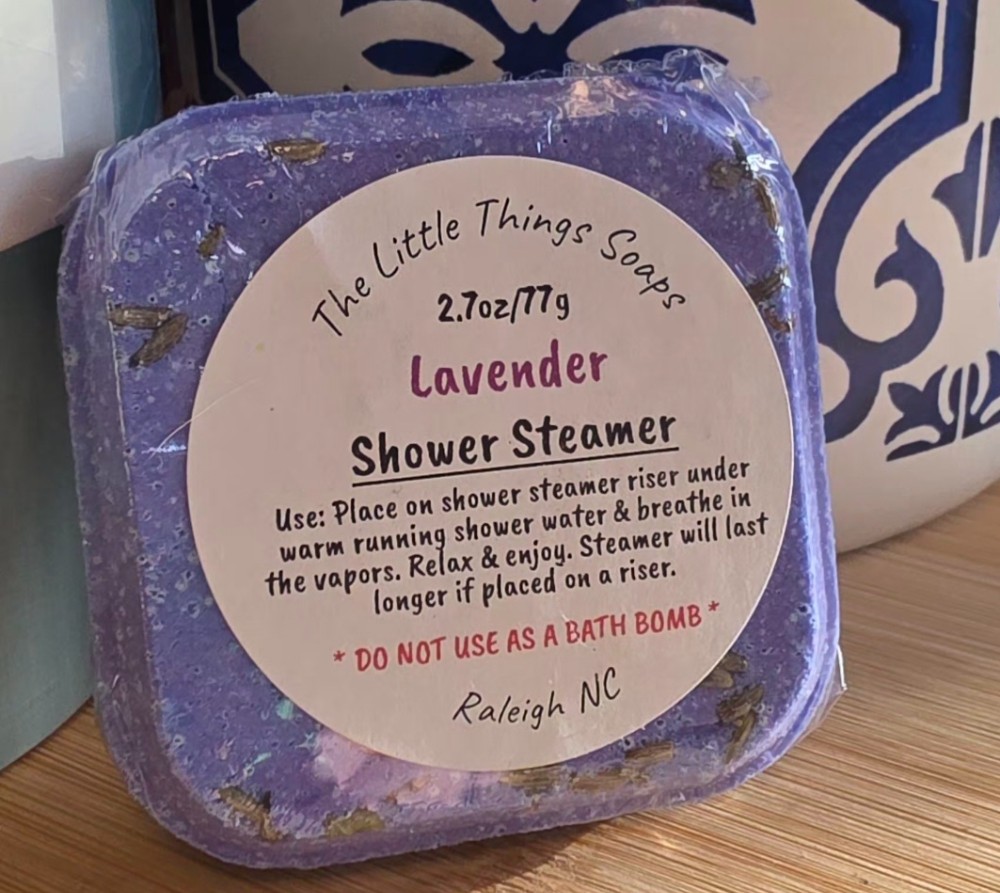 The Little Things Soaps
2.7oz/77g
Lavender
Shower Steamer
Use: Place on shower steamer riser under
warm running shower water & breathe in
the vapors. Relax & enjoy. Steamer will last
longer if placed on a riser.
* DO NOT USE AS A BATH BOMB *
Raleigh NC